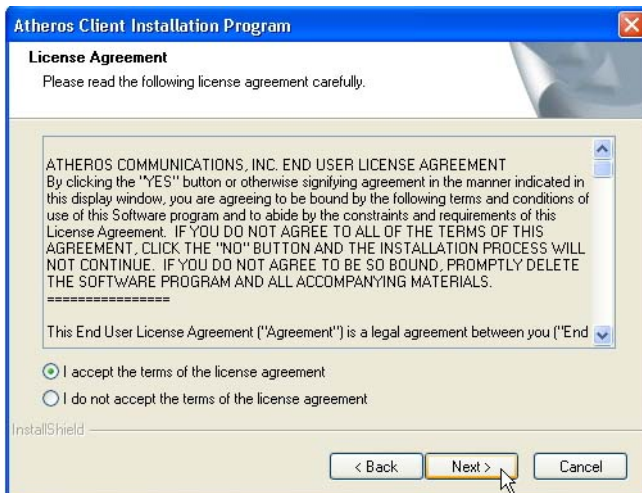 Atheros Client Installation Program
License Agreement
Please read the following license agreement carefully.
ATHEROS COMMUNICATIONS, INC. END USER LICENSE AGREEMENT
By clicking the "YES" button or otherwise signifying agreement in the manner indicated in
this display window, you are agreeing to be bound by the following terms and conditions of
use of this Software program and to abide by the constraints and requirements of this
License Agreement.  IF YOU DO NOT AGREE TO ALL OF THE TERMS OF THIS
AGREEMENT, CLICK THE "NO" BUTTON AND THE INSTALLATION PROCESS WILL
NOT CONTINUE.  IF YOU DO NOT AGREE TO BE SO BOUND, PROMPTLY DELETE
THE SOFTWARE PROGRAM AND ALL ACCOMPANYING MATERIALS.
================
This End User License Agreement ("Agreement") is a legal agreement between you ("End
I accept the terms of the license agreement
I do not accept the terms of the license agreement
InstallShield
< Back
Next >
Cancel